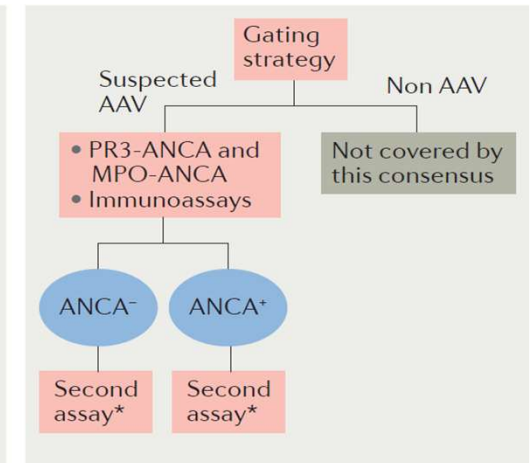 Gating
strategy
Suspected
AAV
Non AAV
• PR3-ANCA and
MPO-ANCA
• Immunoassays
Not covered by
this consensus
ANCA⁻
ANCA⁺
Second
assay*
Second
assay*